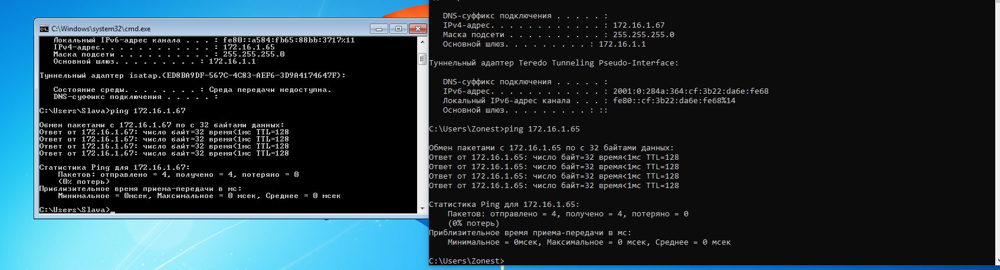 C:\Windows\system32\cmd.exe
Локальный IPv6-адрес канала . . . : fe80::a584:fb65:88bb:3717%11
IPv4-адрес. . . . . . . . . . . . : 172.16.1.65
Маска подсети . . . . . . . . . . : 255.255.255.0
Основной шлюз. . . . . . . . . : 172.16.1.1
Туннельный адаптер isatap.{ED8BA9DF-567C-4C83-AEF6-3D9A4174647F}:
Состояние среды. . . . . . . . : Среда передачи недоступна.
DNS-суффикс подключения . . . . . :
C:\Users\Slava>ping 172.16.1.67
Обмен пакетами с 172.16.1.67 по с 32 байтами данных:
Ответ от 172.16.1.67: число байт=32 время<1мс TTL=128
Ответ от 172.16.1.67: число байт=32 время<1мс TTL=128
Ответ от 172.16.1.67: число байт=32 время<1мс TTL=128
Ответ от 172.16.1.67: число байт=32 время<1мс TTL=128
Статистика Ping для 172.16.1.67:
Пакетов: отправлено = 4, получено = 4, потеряно = 0
(0% потерь)
Приблизительное время приема-передачи в мс:
Минимальное = 0мсек, Максимальное = 0 мсек, Среднее = 0 мсек
C:\Users\Slava>_
DNS-суффикс подключения . . . . . :
IPv4-адрес. . . . . . . . . . . . : 172.16.1.67
Маска подсети . . . . . . . . . . : 255.255.255.0
Основной шлюз. . . . . . . . . : 172.16.1.1
Туннельный адаптер Teredo Tunneling Pseudo-Interface:
DNS-суффикс подключения . . . . . :
IPv6-адрес. . . . . . . . . . . . : 2001:0:284a:364:cf:3b22:da6e:fe68
Локальный IPv6-адрес канала . . . : fe80::cf:3b22:da6e:fe68%14
Основной шлюз. . . . . . . . . : ::
C:\Users\Zonest>ping 172.16.1.65
Обмен пакетами с 172.16.1.65 по с 32 байтами данных:
Ответ от 172.16.1.65: число байт=32 время<1мс TTL=128
Ответ от 172.16.1.65: число байт=32 время<1мс TTL=128
Ответ от 172.16.1.65: число байт=32 время<1мс TTL=128
Ответ от 172.16.1.65: число байт=32 время<1мс TTL=128
Статистика Ping для 172.16.1.65:
Пакетов: отправлено = 4, получено = 4, потеряно = 0
(0% потерь)
Приблизительное время приема-передачи в мс:
Минимальное = 0мсек, Максимальное = 0 мсек, Среднее = 0 мсек
C:\Users\Zonest>